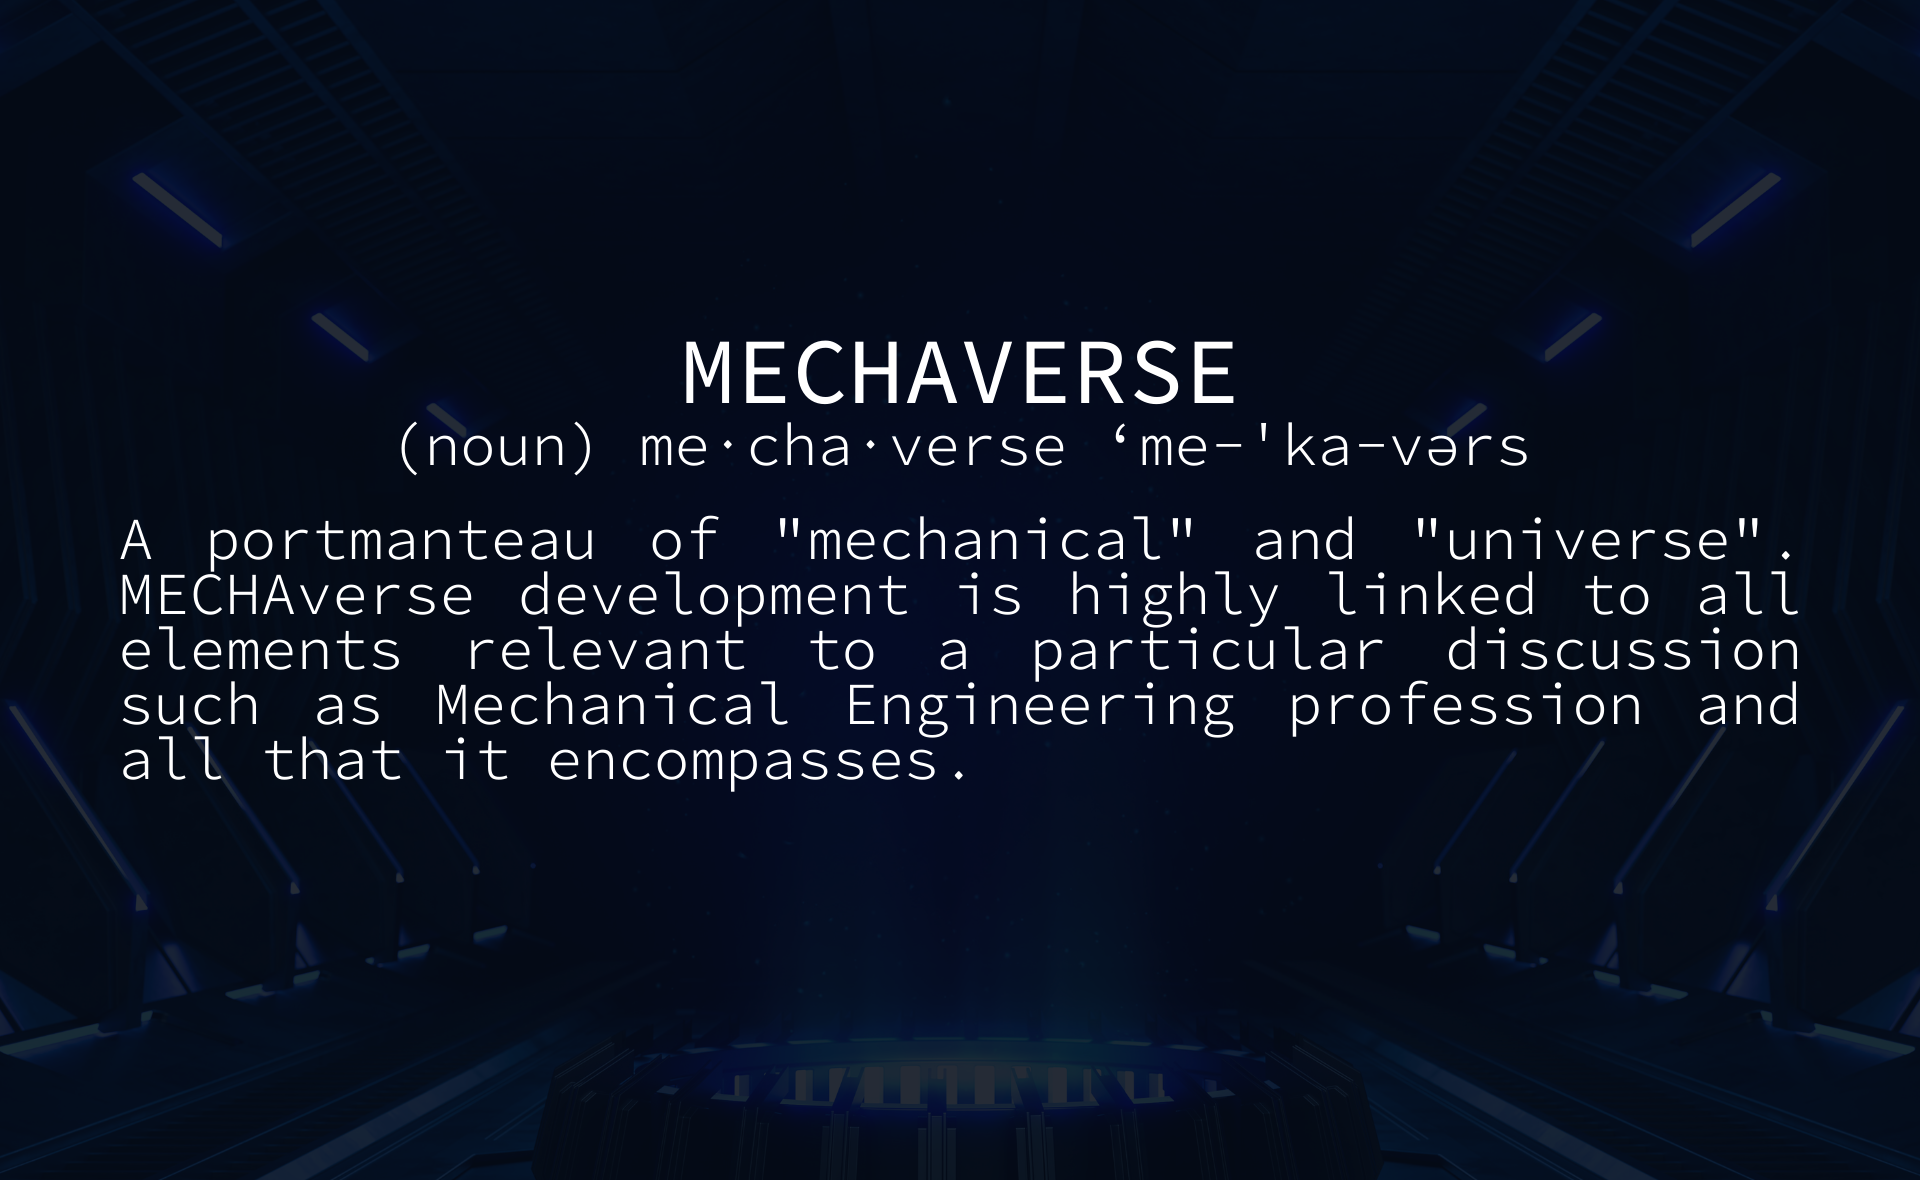 MECHAVERSE
(noun) me·cha·verse ‘me-'ka-vərs
A portmanteau of "mechanical" and "universe".
MECHAverse development is highly linked to all
elements relevant to a particular discussion
such as Mechanical Engineering profession and
all that it encompasses.